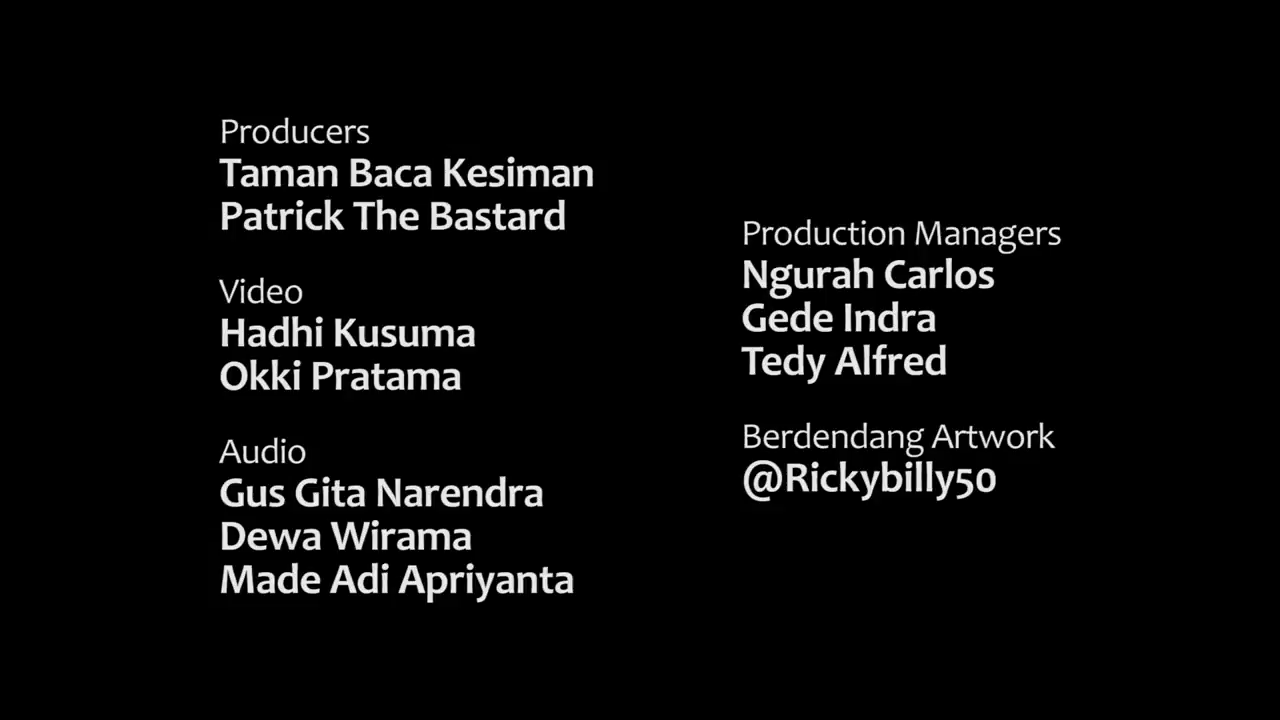 Producers
Taman Baca Kesiman
Patrick The Bastard
Video
Hadhi Kusuma
Okki Pratama
Audio
Gus Gita Narendra
Dewa Wirama
Made Adi Apriyanta
Production Managers
Ngurah Carlos
Gede Indra
Tedy Alfred
Berdendang Artwork
@Rickybilly50